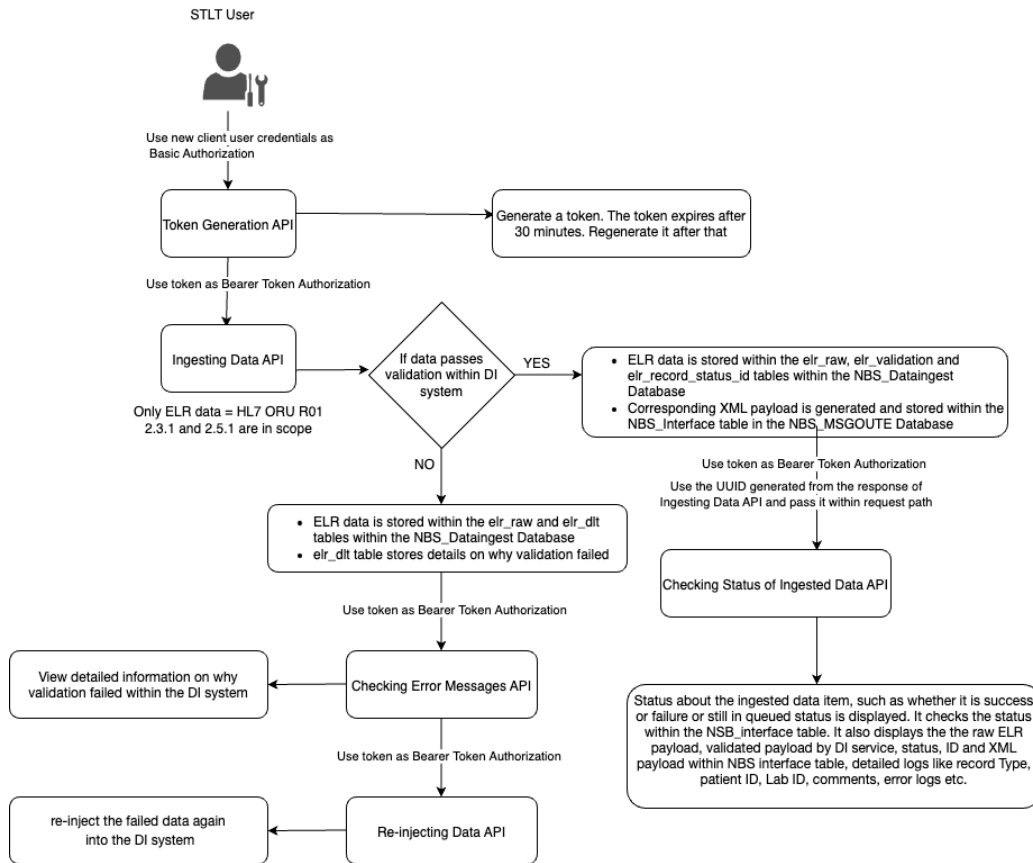 STLT User
Use new client user credentials as
Basic Authorization
Token Generation API
Generate a token. The token expires after
30 minutes. Regenerate it after that
Use token as Bearer Token Authorization
Ingesting Data API
If data passes
validation within DI
system
YES
• ELR data is stored within the elr_raw, elr_validation and
elr_record_status_id tables within the NBS_Dataingest
Database
• Corresponding XML payload is generated and stored within the
NBS_Interface table in the NBS_MSGOUTE Database
Only ELR data = HL7 ORU R01
2.3.1 and 2.5.1 are in scope
NO
Use token as Bearer Token Authorization
Use the UUID generated from the response of
Ingesting Data API and pass it within request path
• ELR data is stored within the elr_raw and elr_dlt
tables within the NBS_Dataingest Database
• elr_dlt table stores details on why validation failed
Checking Status of Ingested Data API
Use token as Bearer Token Authorization
View detailed information on why
validation failed within the DI system
Checking Error Messages API
Status about the ingested data item, such as whether it is success
or failure or still in queued status is displayed. It checks the status
within the NSB_interface table. It also displays the the raw ELR
payload, validated payload by DI service, status, ID and XML
payload within NBS interface table, detailed logs like record Type,
patient ID, Lab ID, comments, error logs etc.
Use token as Bearer Token Authorization
re-inject the failed data again
into the DI system
Re-injecting Data API